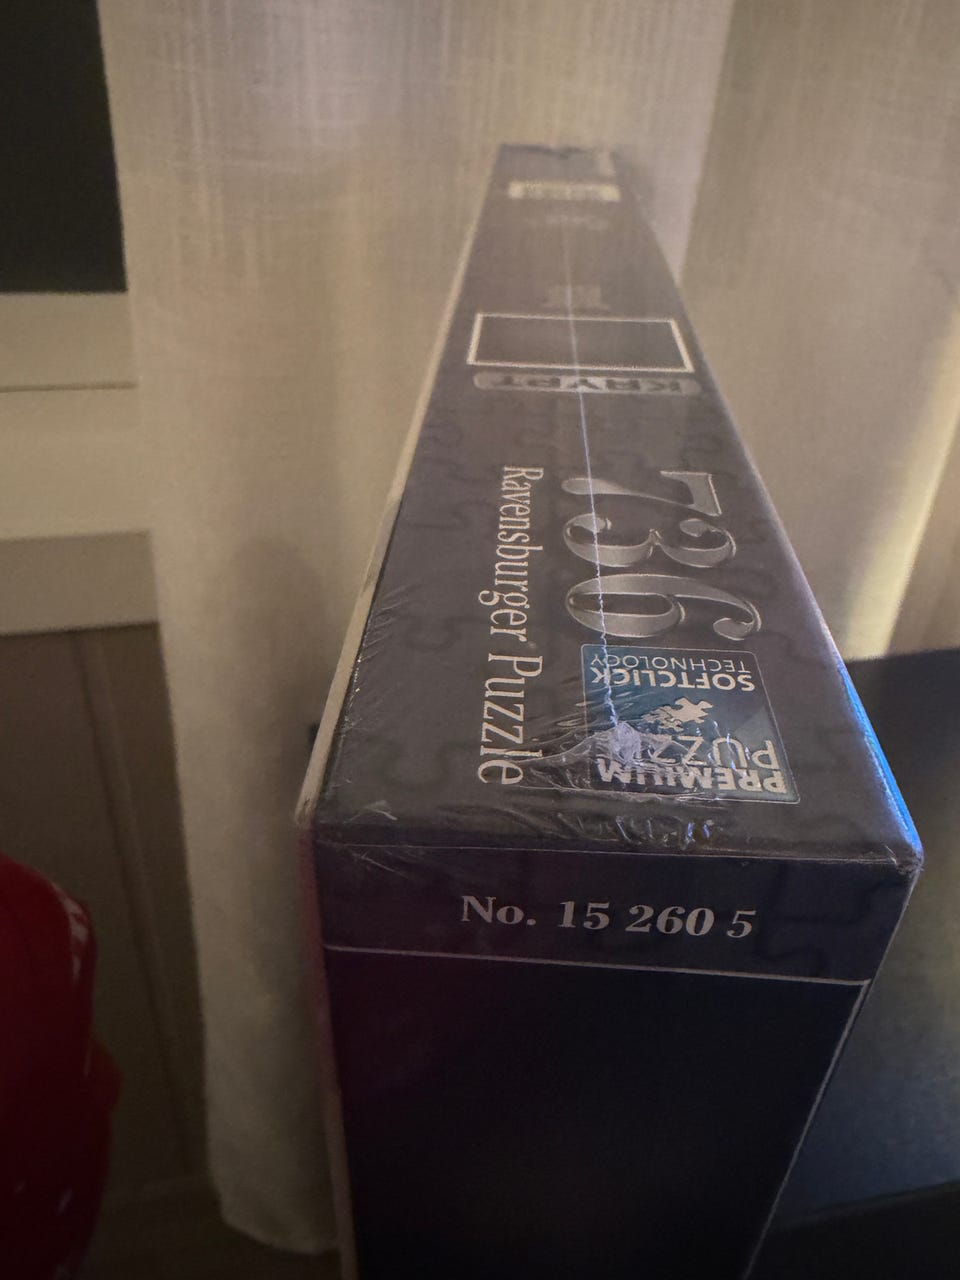 KRYPT
736
Ravensburger Puzzle
SOFTCLICK
TECHNOLOGY
PREMIUM
PUZZLE
No. 15 260 5